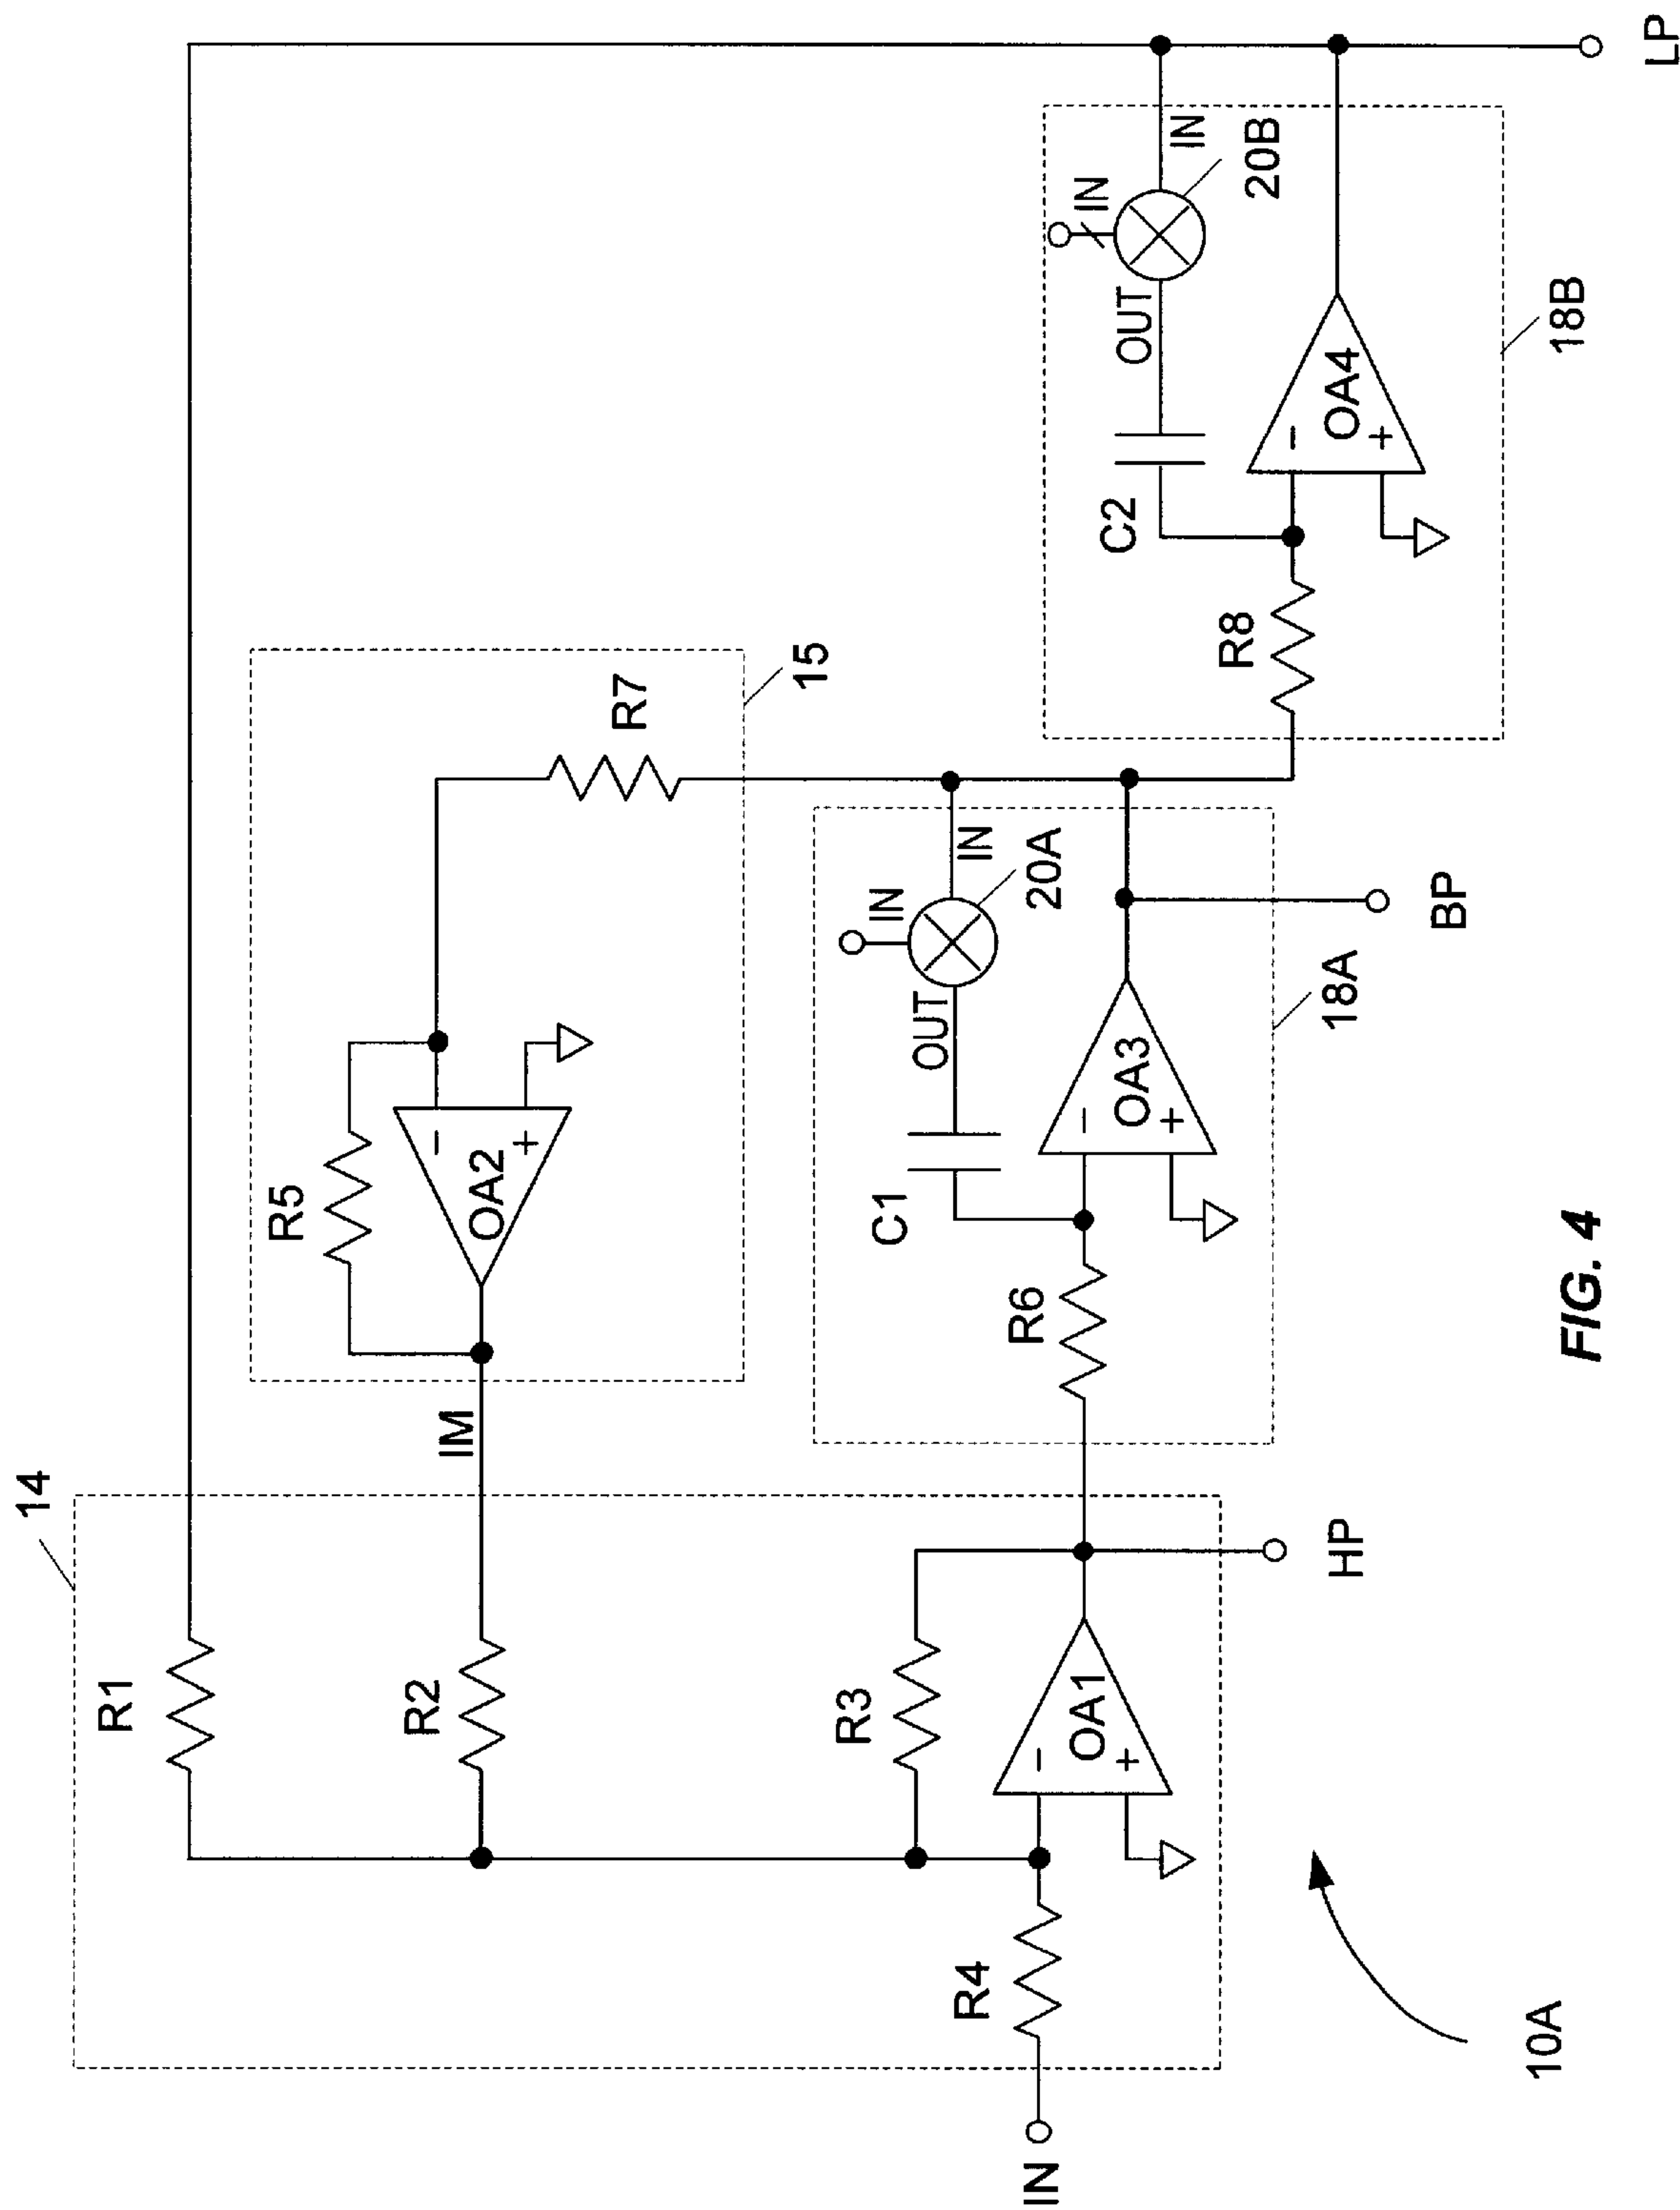 14
R1
R2
IM
R5
OA2
-
+
R7
15
R3
R4
IN
OA1
-
+
HP
R6
C1
OUT
IN
IN
20A
OA3
-
+
18A
BP
R8
C2
OUT
IN
IN
20B
OA4
-
+
18B
LP
10A
FIG. 4